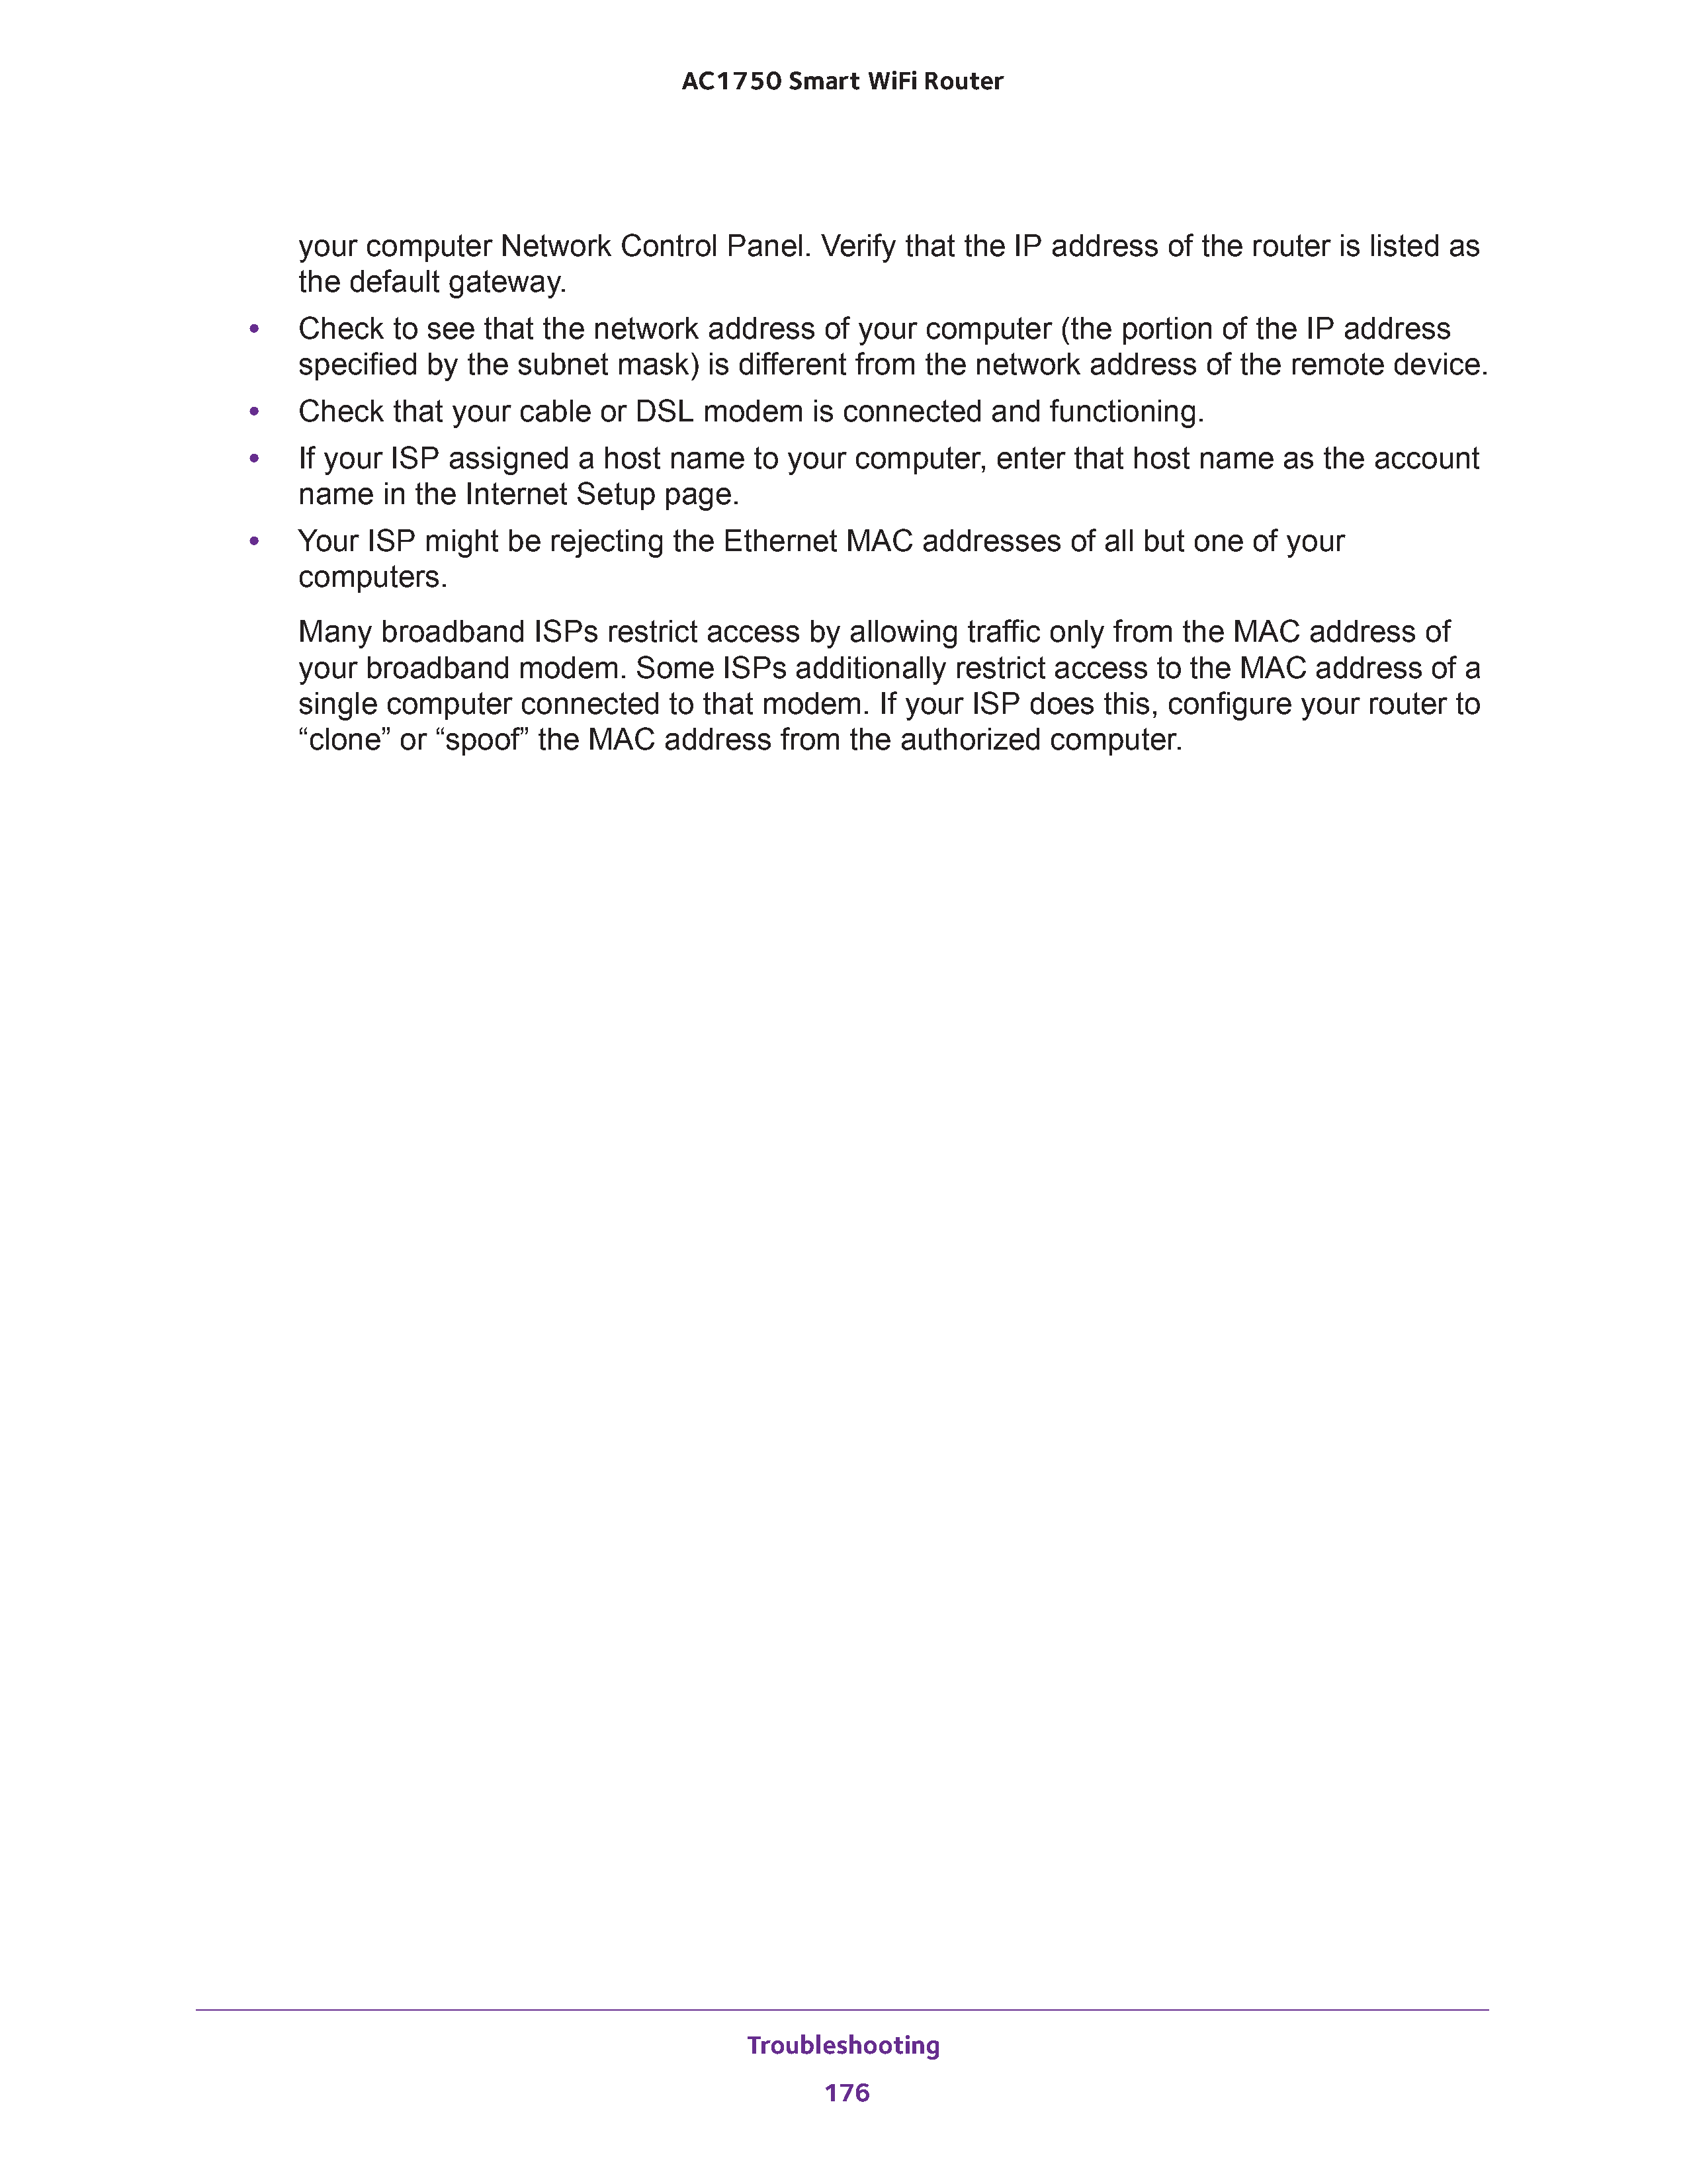 AC1750 Smart WiFi Router
your computer Network Control Panel. Verify that the IP address of the router is listed as
the default gateway.
• Check to see that the network address of your computer (the portion of the IP address
specified by the subnet mask) is different from the network address of the remote device.
• Check that your cable or DSL modem is connected and functioning.
• If your ISP assigned a host name to your computer, enter that host name as the account
name in the Internet Setup page.
• Your ISP might be rejecting the Ethernet MAC addresses of all but one of your
computers.
Many broadband ISPs restrict access by allowing traffic only from the MAC address of
your broadband modem. Some ISPs additionally restrict access to the MAC address of a
single computer connected to that modem. If your ISP does this, configure your router to
“clone” or “spoof” the MAC address from the authorized computer.
Troubleshooting
176